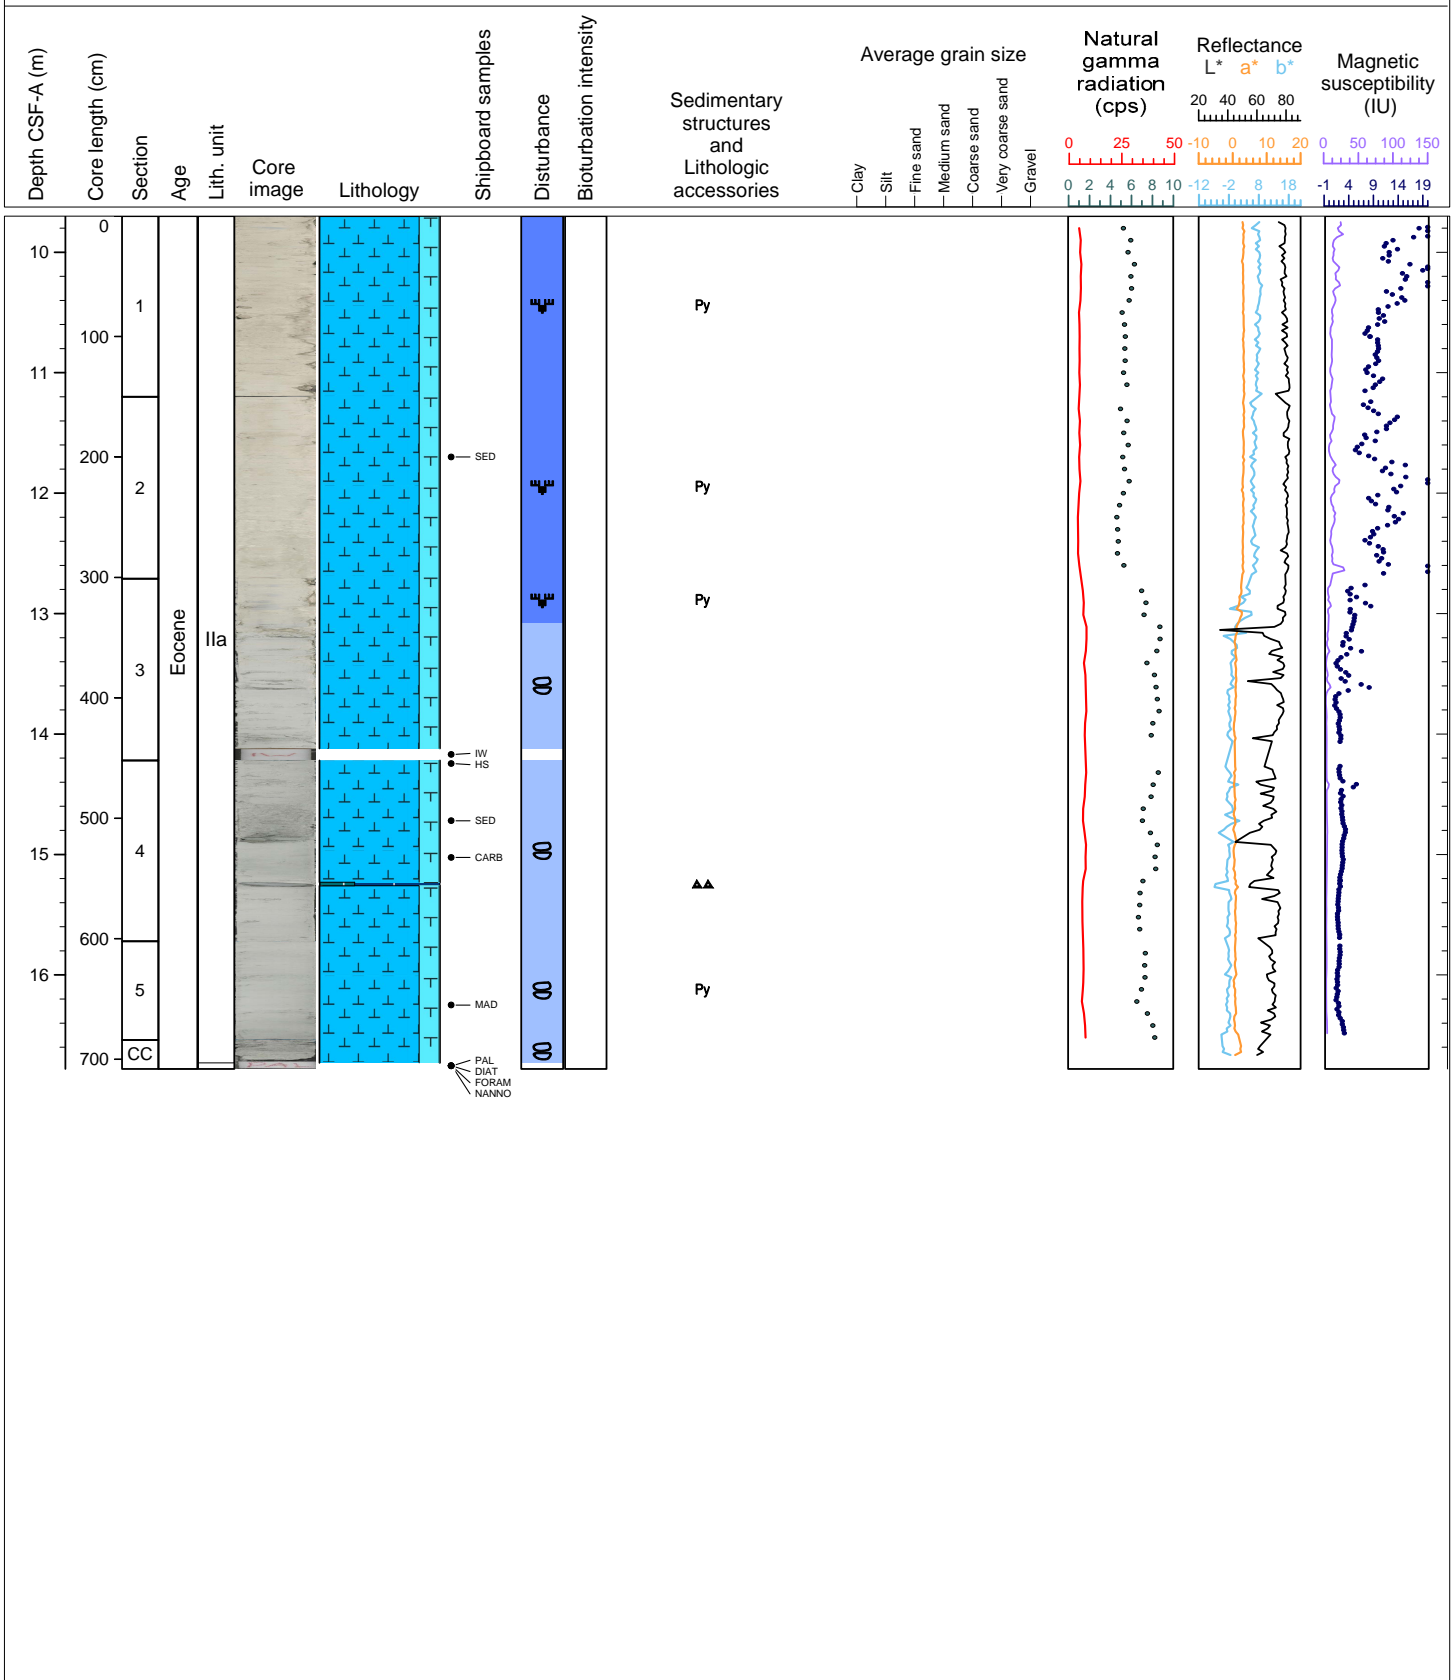 Depth CSF-A (m)
Core length (cm)
Section
Age
Lith. unit
Core
image
Lithology
Shipboard samples
Disturbance
Bioturbation intensity
Sedimentary
structures
and
Lithologic
accessories
Average grain size
Clay
Silt
Fine sand
Medium sand
Coarse sand
Very coarse sand
Gravel
Natural
gamma
radiation
(cps)
0 25 50
0 2 4 6 8 10
Reflectance
L* a* b*
20 40 60 80
-10 0 10 20
-12 -2 8 18
Magnetic
susceptibility
(IU)
0 50 100 150
-1 4 9 14 19
10
11
12
13
14
15
16
0
100
200
300
400
500
600
700
1
2
3
4
5
CC
Eocene
IIa
SED
IW
HS
SED
CARB
MAD
PAL
DIAT
FORAM
NANNO
Py
Py
Py
Py